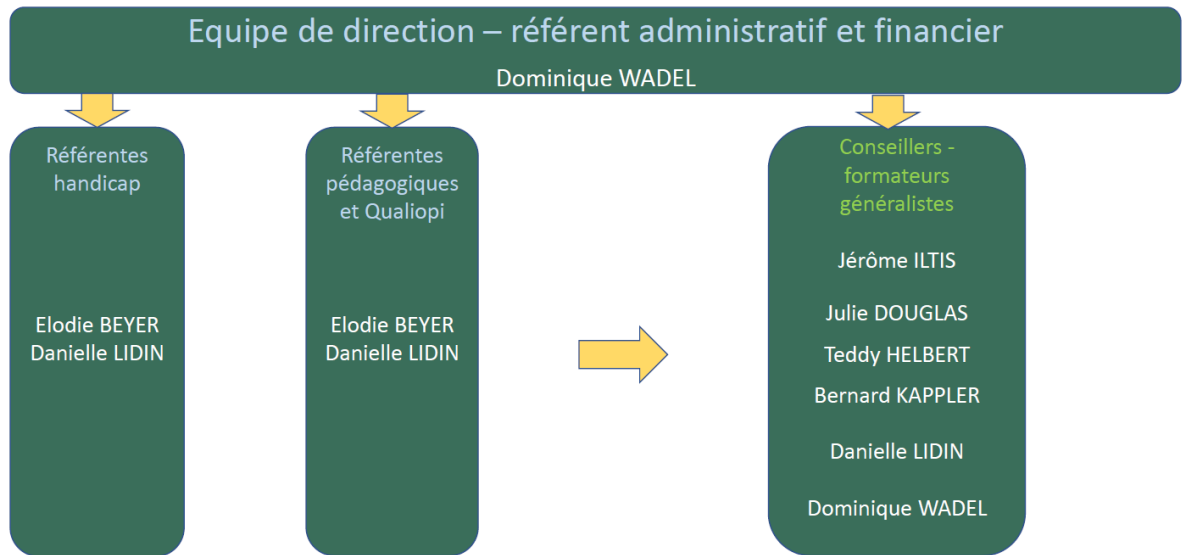 Equipe de direction – référent administratif et financier
Dominique WADEL
Référentes
handicap
Elodie BEYER
Danielle LIDIN
Référentes
pédagogiques
et Qualiopi
Elodie BEYER
Danielle LIDIN
Conseillers -
formateurs
généralistes
Jérôme ILTIS
Julie DOUGLAS
Teddy HELBERT
Bernard KAPPLER
Danielle LIDIN
Dominique WADEL